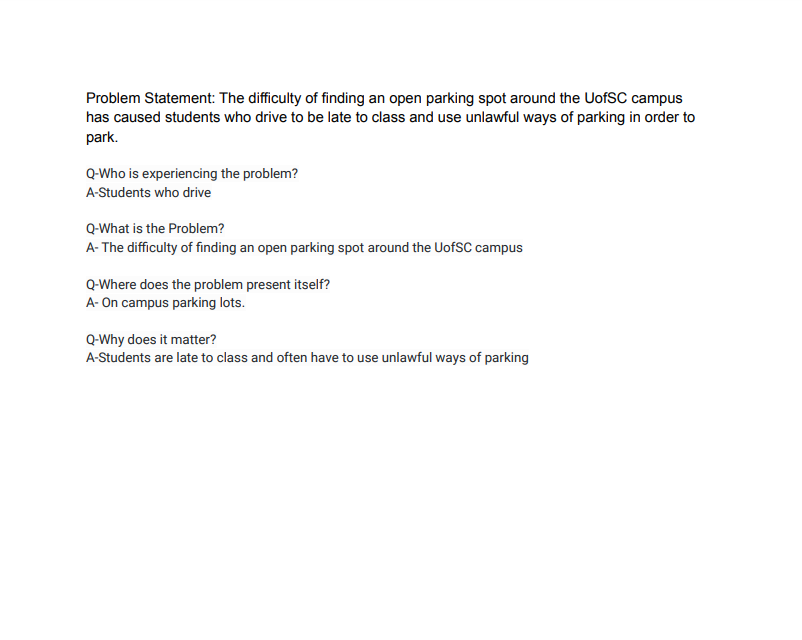 Problem Statement: The difficulty of finding an open parking spot around the UofSC campus
has caused students who drive to be late to class and use unlawful ways of parking in order to
park.
Q-Who is experiencing the problem?
A-Students who drive
Q-What is the Problem?
A- The difficulty of finding an open parking spot around the UofSC campus
Q-Where does the problem present itself?
A- On campus parking lots.
Q-Why does it matter?
A-Students are late to class and often have to use unlawful ways of parking